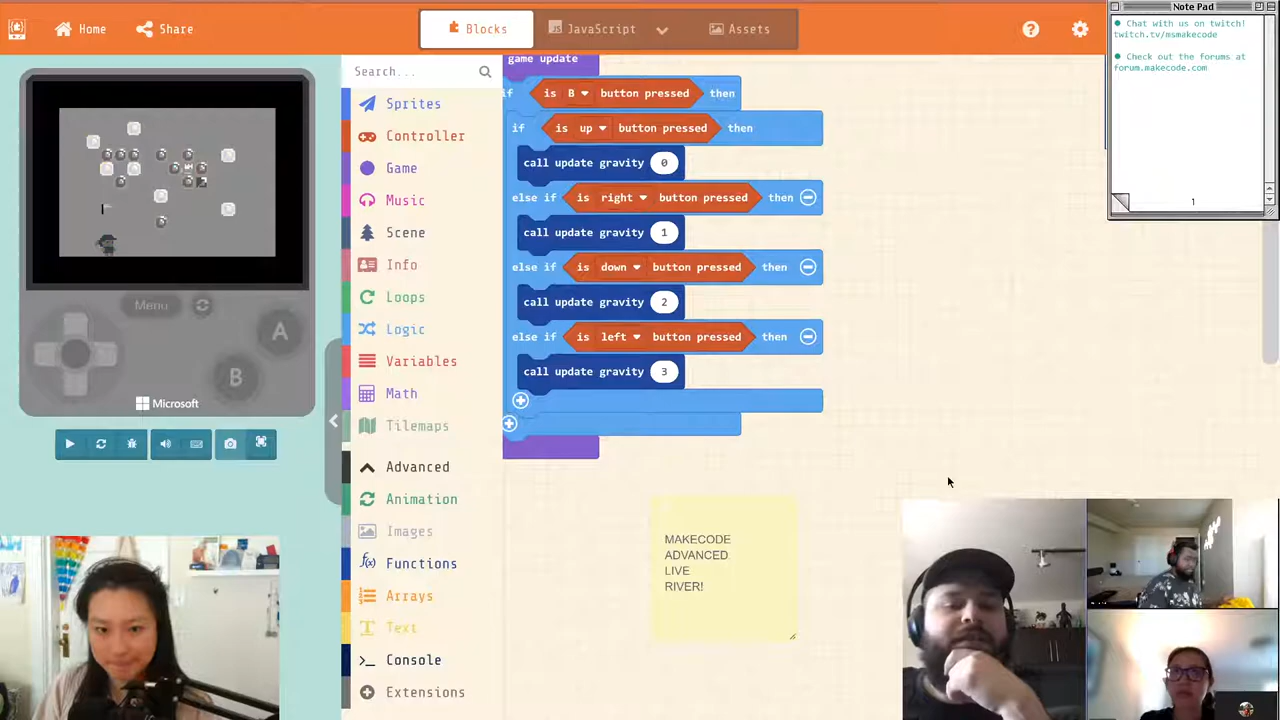 Home
Share
Blocks
JavaScript
Assets
Note Pad
Chat with us on twitch!
twitch.tv/msmakecode
Check out the forums at
forum.makecode.com
1
Menu
A
B
Microsoft
Search...
Sprites
Controller
Game
Music
Scene
Info
Loops
Logic
Variables
Math
Tilemaps
Advanced
Animation
Images
Functions
Arrays
Text
Console
Extensions
game update
if is B button pressed then
if is up button pressed then
call update gravity 0
else if is right button pressed then
call update gravity 1
else if is down button pressed then
call update gravity 2
else if is left button pressed then
call update gravity 3
MAKECODE
ADVANCED
LIVE
RIVER!